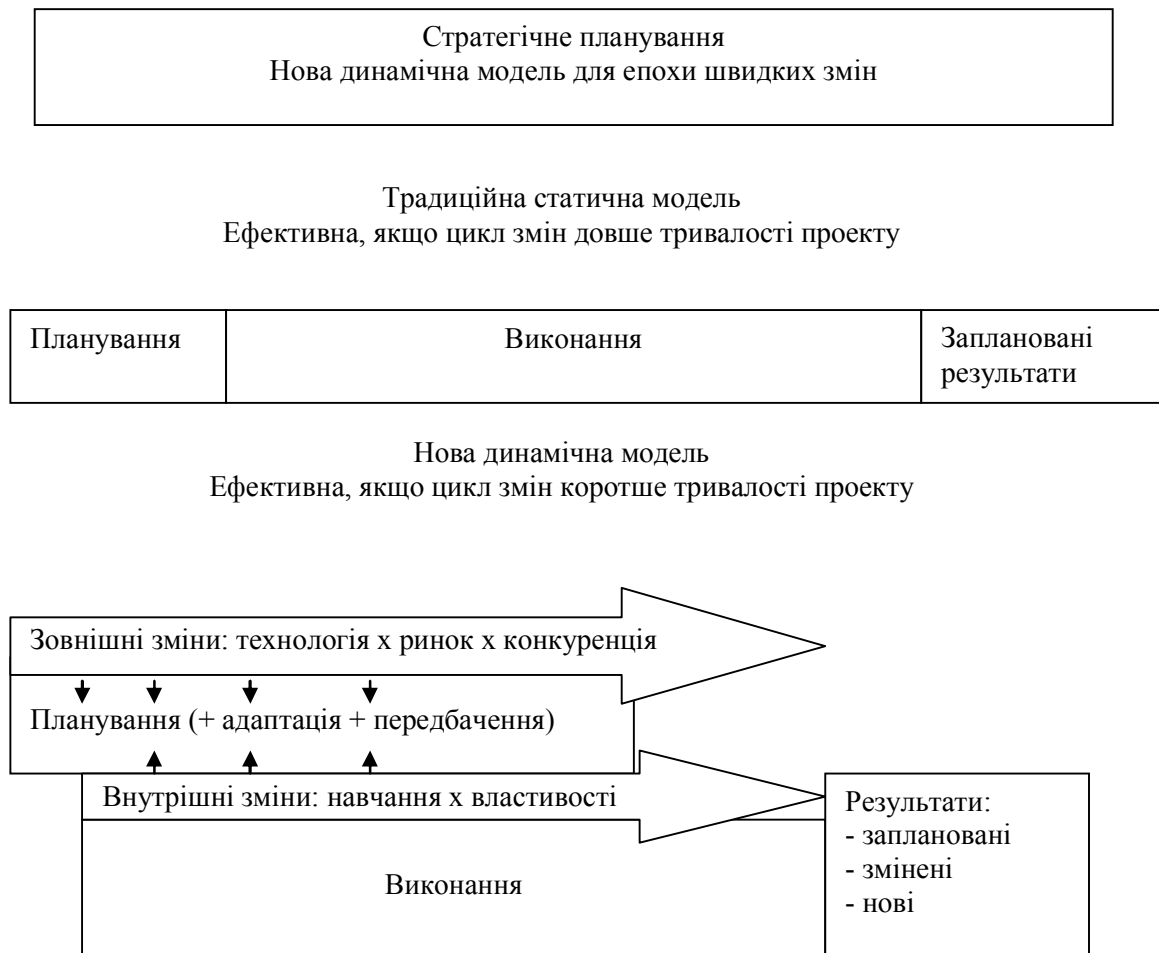 Стратегічне планування
Нова динамічна модель для епохи швидких змін
Традиційна статична модель
Ефективна, якщо цикл змін довше тривалості проекту
Планування
Виконання
Заплановані
результати
Нова динамічна модель
Ефективна, якщо цикл змін коротше тривалості проекту
Зовнішні зміни: технологія х ринок х конкуренція
Планування (+ адаптація + передбачення)
Внутрішні зміни: навчання х властивості
Виконання
Результати:
- заплановані
- змінені
- нові